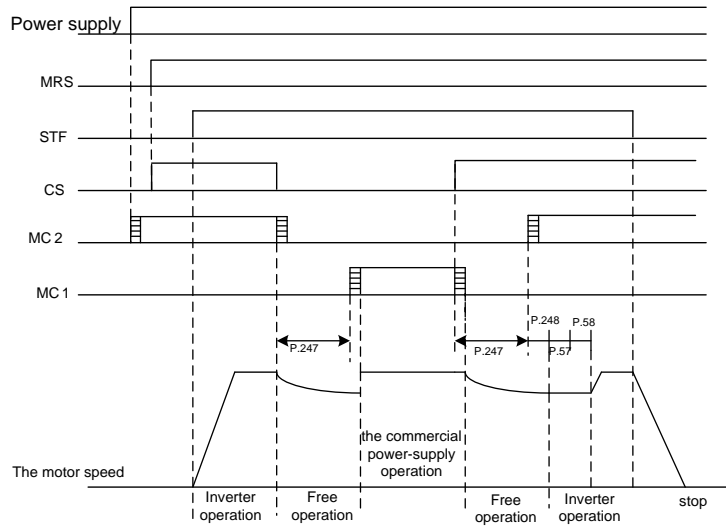 Power supply
MRS
STF
CS
MC 2
MC 1
P.248
P.58
P.247
P.247
P.57
the commercial
power-supply
operation
The motor speed
Inverter
operation
Free
operation
Free
operation
Inverter
operation
stop